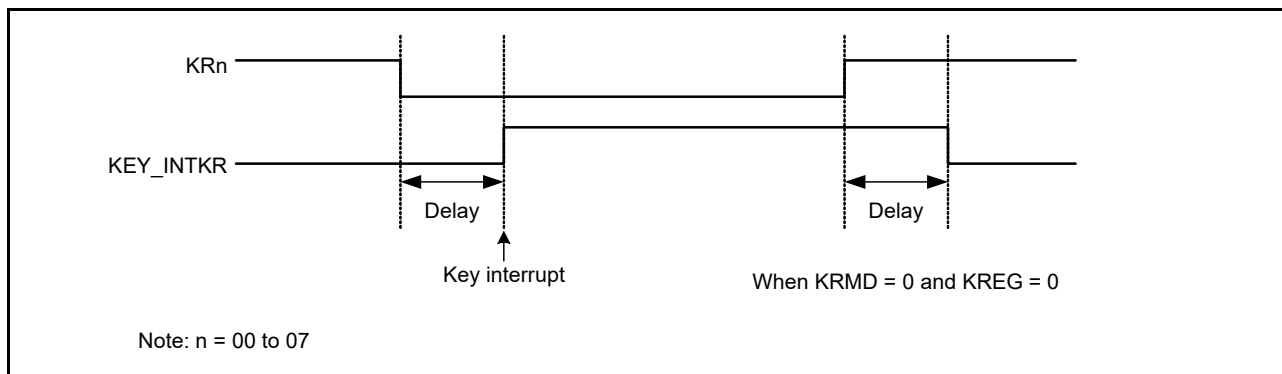 KRn
KEY_INTKR
Delay
Delay
Key interrupt
When KRMD = 0 and KREG = 0
Note: n = 00 to 07